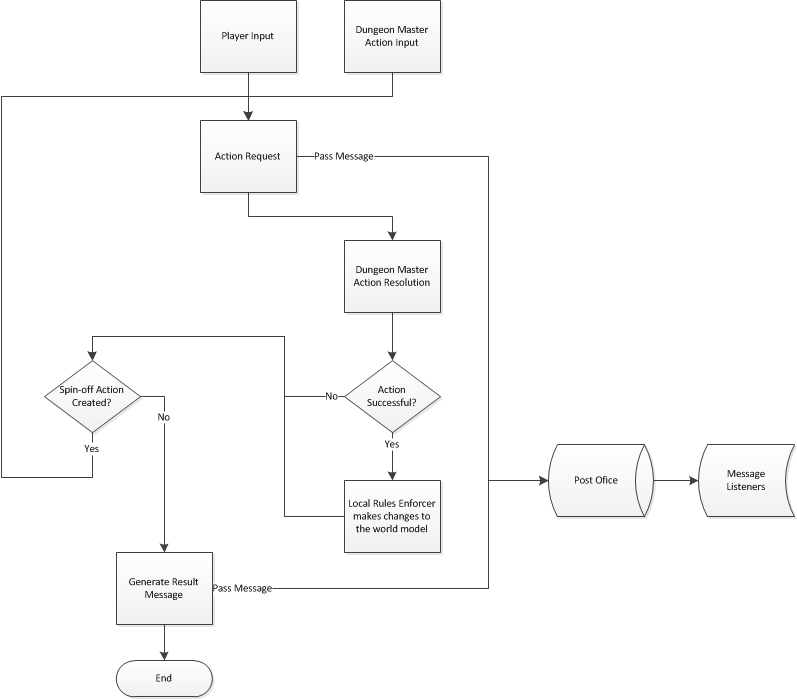 Player Input
Dungeon Master
Action Input
Action Request
Pass Message
Dungeon Master
Action Resolution
Spin-off Action
Created?
No
Action
Successful?
No
Yes
Yes
Local Rules Enforcer
makes changes to
the world model
Post Ofice
Message
Listeners
Generate Result
Message
Pass Message
End